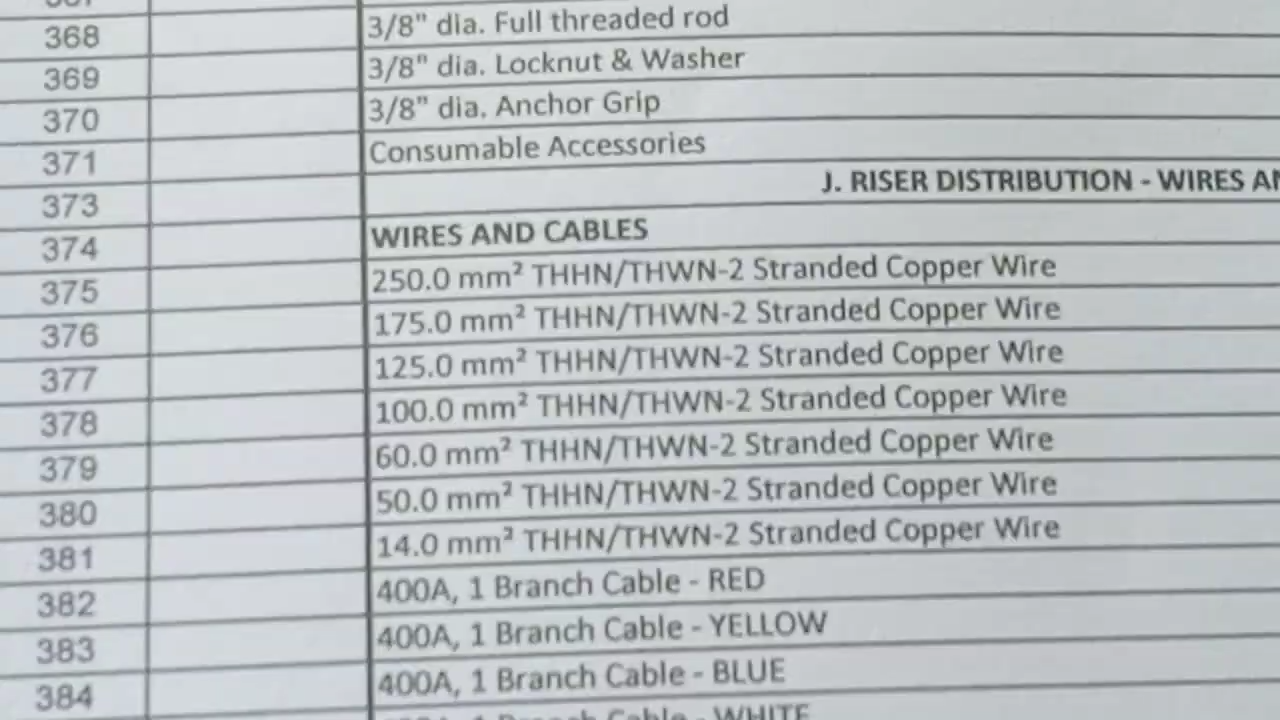 368 3/8" dia. Full threaded rod
369 3/8" dia. Locknut & Washer
370 3/8" dia. Anchor Grip
371 Consumable Accessories
373 J. RISER DISTRIBUTION - WIRES
374 WIRES AND CABLES
375 250.0 mm² THHN/THWN-2 Stranded Copper Wire
376 175.0 mm² THHN/THWN-2 Stranded Copper Wire
377 125.0 mm² THHN/THWN-2 Stranded Copper Wire
378 100.0 mm² THHN/THWN-2 Stranded Copper Wire
379 60.0 mm² THHN/THWN-2 Stranded Copper Wire
380 50.0 mm² THHN/THWN-2 Stranded Copper Wire
381 14.0 mm² THHN/THWN-2 Stranded Copper Wire
382 400A, 1 Branch Cable - RED
383 400A, 1 Branch Cable - YELLOW
384 400A, 1 Branch Cable - BLUE
Branch Cable - WHITE